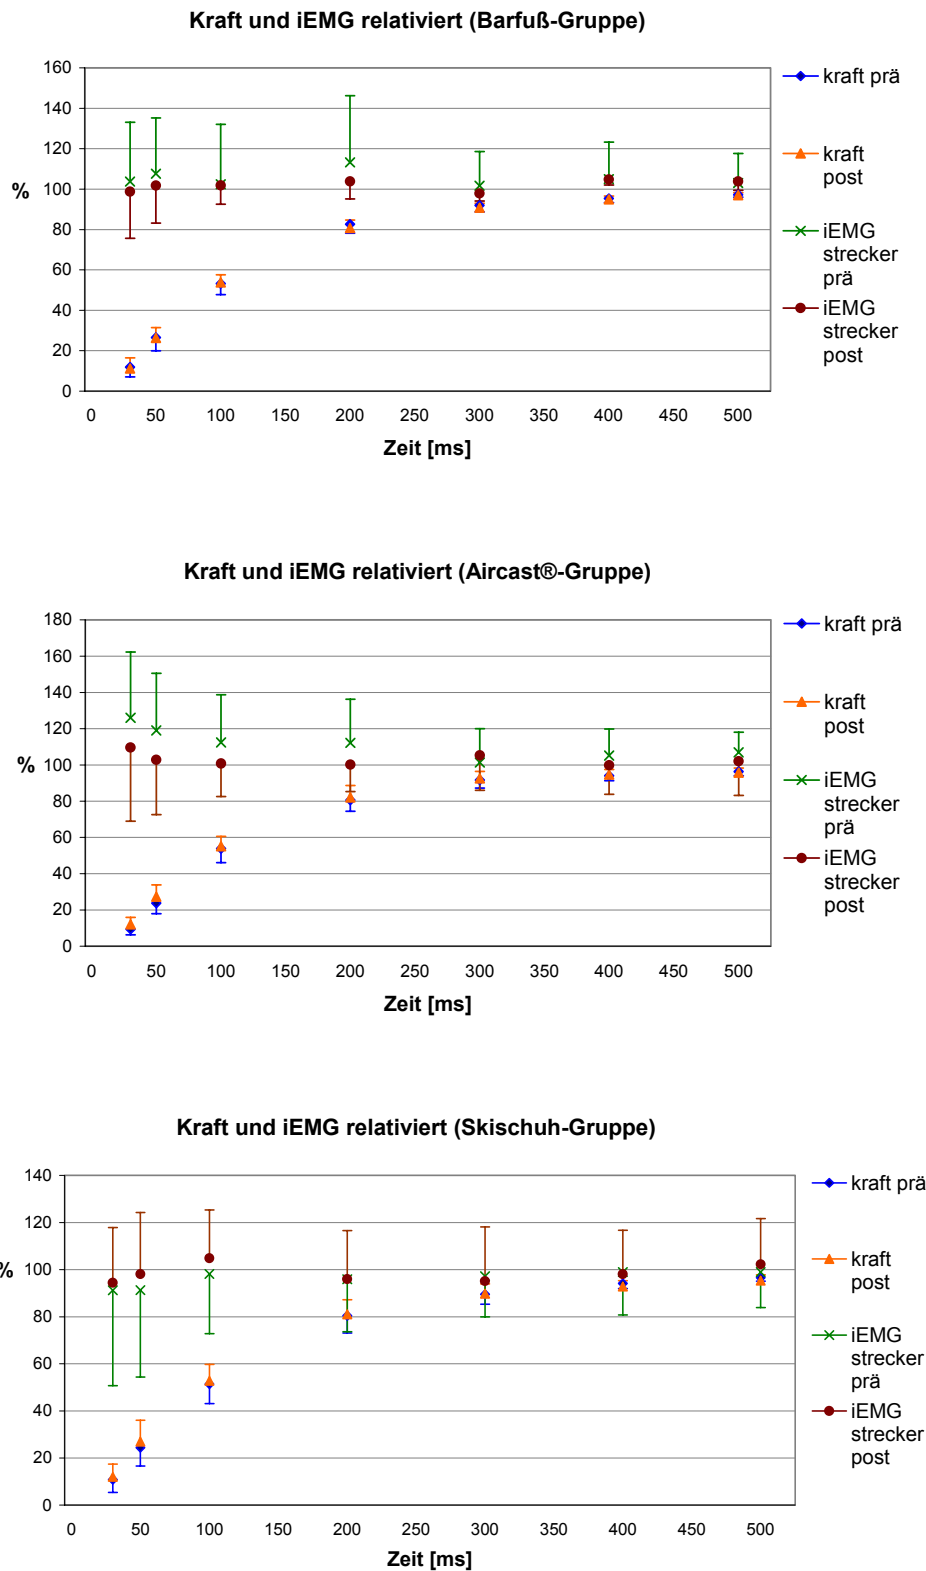 Kraft und iEMG relativiert (Barfuß-Gruppe)
160
140
120
100
80
60
40
20
0
%
0 50 100 150 200 250 300 350 400 450 500
Zeit [ms]
kraft prä
kraft
post
iEMG
strecker
prä
iEMG
strecker
post
Kraft und iEMG relativiert (Aircast®-Gruppe)
180
160
140
120
100
80
60
40
20
0
%
0 50 100 150 200 250 300 350 400 450 500
Zeit [ms]
kraft prä
kraft
post
iEMG
strecker
prä
iEMG
strecker
post
Kraft und iEMG relativiert (Skischuh-Gruppe)
140
120
100
80
60
40
20
0
%
0 50 100 150 200 250 300 350 400 450 500
Zeit [ms]
kraft prä
kraft
post
iEMG
strecker
prä
iEMG
strecker
post